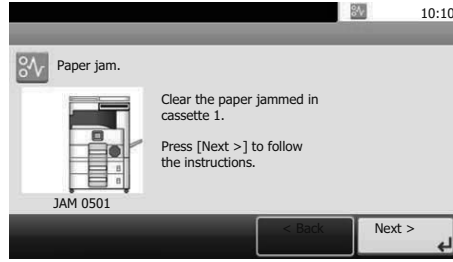 10:10
Paper jam.
Clear the paper jammed in
cassette 1.
Press [Next >] to follow
the instructions.
JAM 0501
< Back
Next >